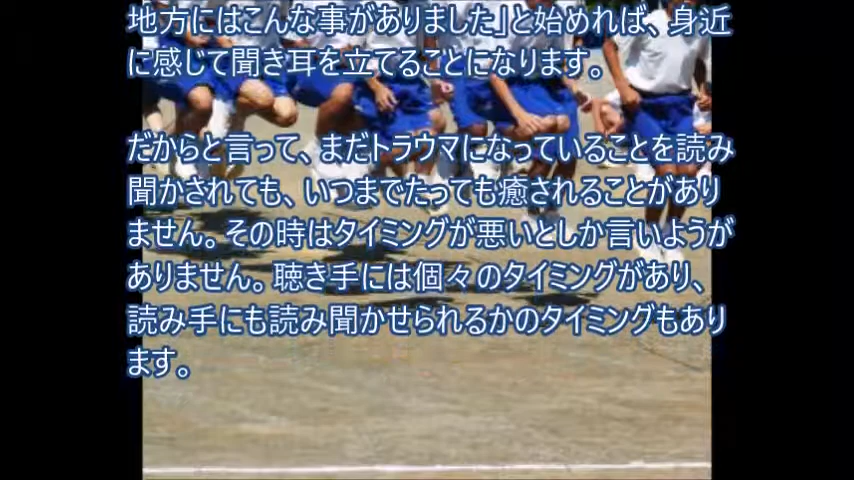 地方にはこんな事がありました」と始めれば、身近
に感じて聞き耳を立てることになります。
だからと言って、まだトラウマになっていることを読み
聞かされても、いつまでたっても癒されることがあり
ません。その時はタイミングが悪いとしか言いようが
ありません。聴き手には個々のタイミングがあり、
読み手にも読み聞かせられるかのタイミングもあり
ます。